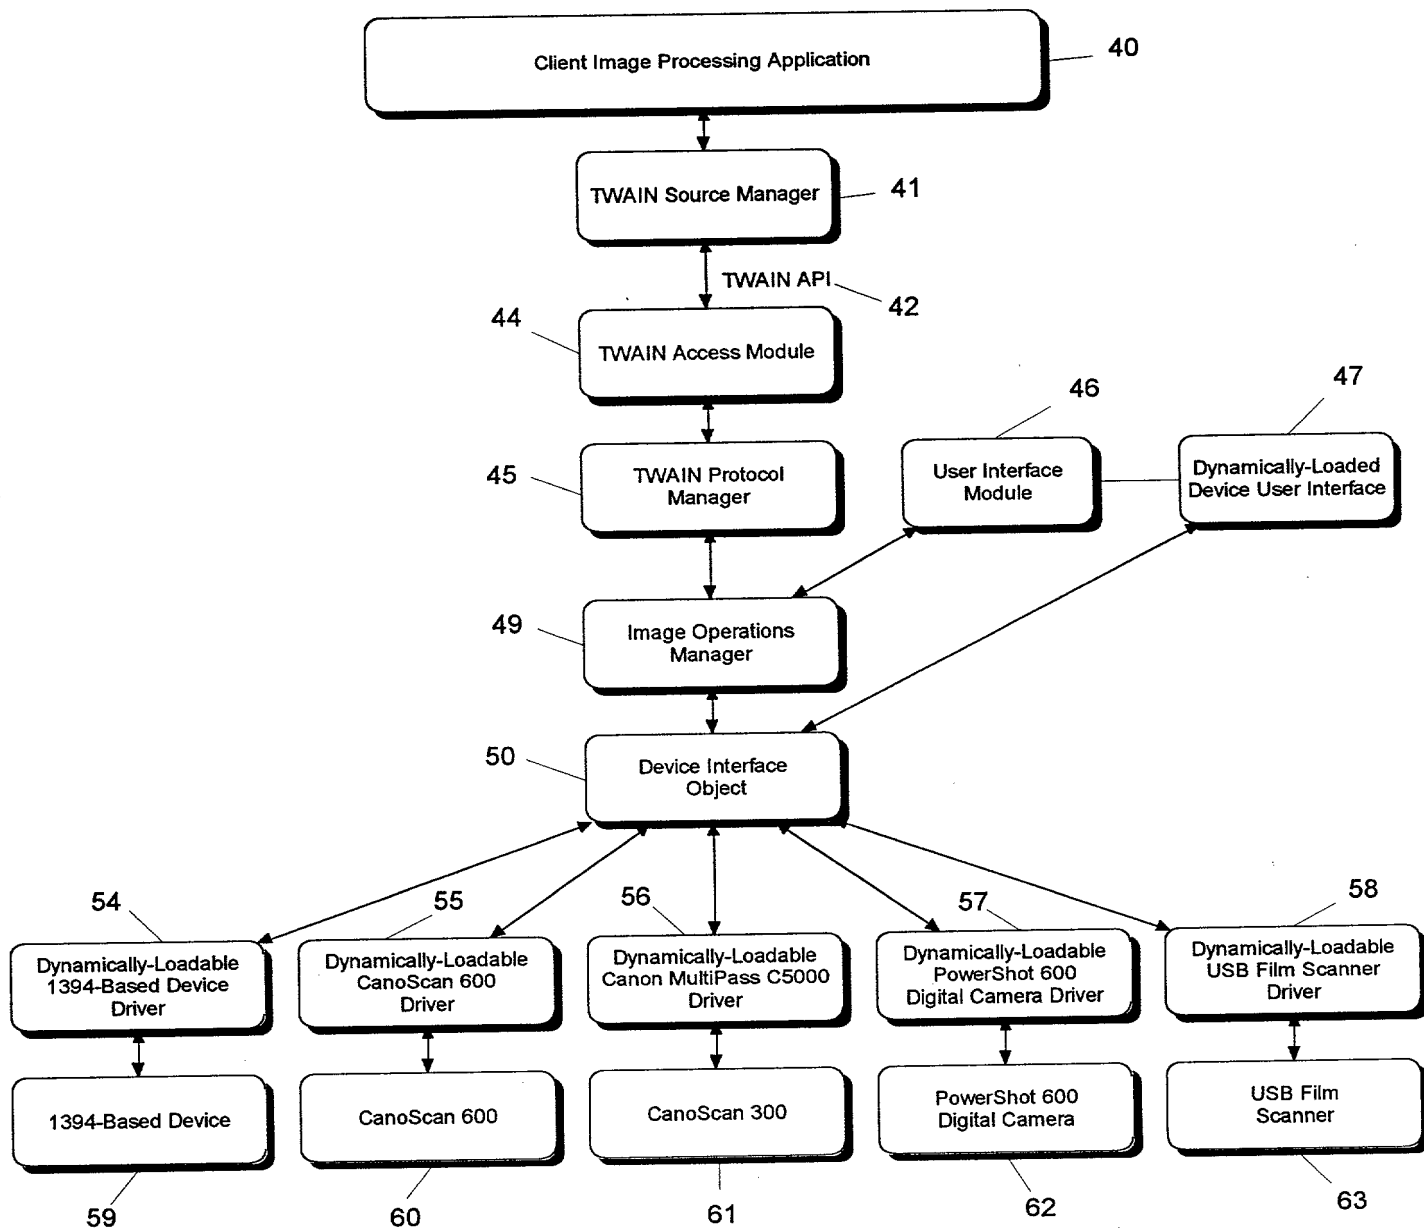 Client Image Processing Application
40
TWAIN Source Manager
41
TWAIN API
42
44
TWAIN Access Module
46
47
45
TWAIN Protocol
Manager
User Interface
Module
Dynamically-Loaded
Device User Interface
49
Image Operations
Manager
50
Device Interface
Object
54
55
56
57
58
Dynamically-Loadable
1394-Based Device
Driver
Dynamically-Loadable
CanoScan 600
Driver
Dynamically-Loadable
Canon MultiPass C5000
Driver
Dynamically-Loadable
PowerShot 600
Digital Camera Driver
Dynamically-Loadable
USB Film Scanner
Driver
1394-Based Device
CanoScan 600
CanoScan 300
PowerShot 600
Digital Camera
USB Film
Scanner
59
60
61
62
63